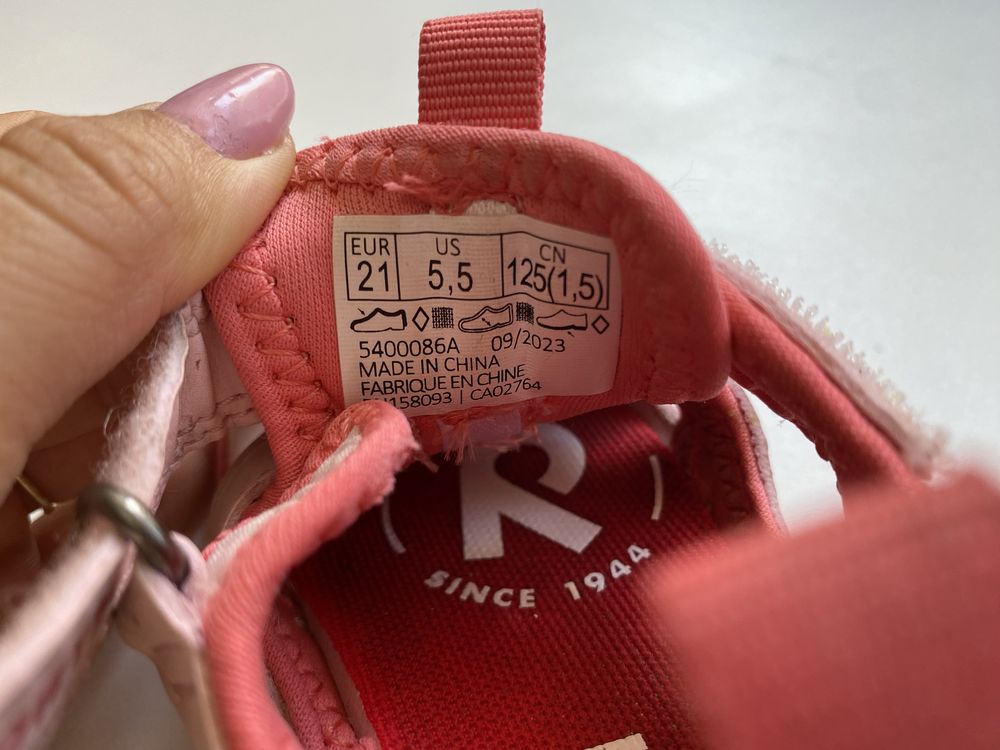 EUR US CN
21 5,5 125(1,5)
5400086A 09/2023
MADE IN CHINA
FABRIQUE EN CHINE
158093 | CA02764
R
SINCE 1944